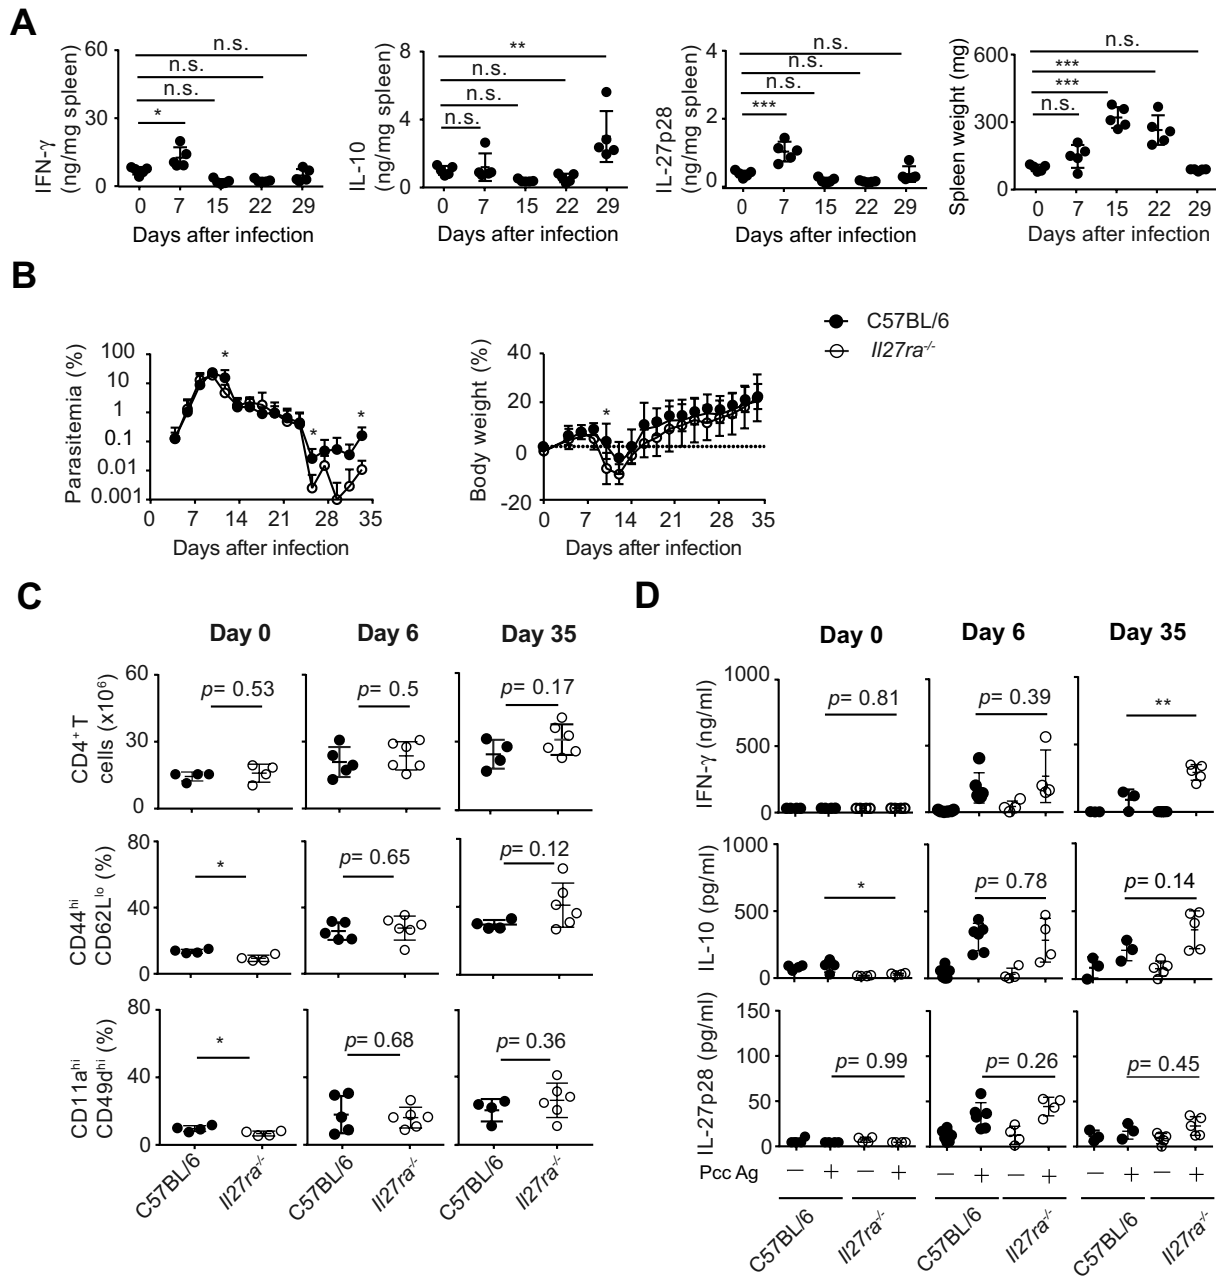 A
IFN-γ
(ng/mg spleen)
60
30
0
n.s.
n.s.
n.s.
*
0 7 15 22 29
Days after infection
IL-10
(ng/mg spleen)
8
4
0
**
n.s.
n.s.
n.s.
0 7 15 22 29
Days after infection
IL-27p28
(ng/mg spleen)
4
2
0
n.s.
n.s.
n.s.
***
0 7 15 22 29
Days after infection
Spleen weight (mg)
600
300
0
n.s.
***
***
n.s.
0 7 15 22 29
Days after infection
B
Parasitemia (%)
100
10
1
0.1
0.01
0.001
*
*
*
0 7 14 21 28 35
Days after infection
Body weight (%)
40
20
0
-20
*
0 7 14 21 28 35
Days after infection
C57BL/6
Il27ra-/-
C
Day 0 Day 6 Day 35
CD4+ T
cells (x10⁶)
60
30
0
p= 0.53 p= 0.5 p= 0.17
CD44hi
CD62Llo (%)
80
40
0
* p= 0.65 p= 0.12
CD11ahi
CD49dhi (%)
80
40
0
* p= 0.68 p= 0.36
C57BL/6 Il27ra-/- C57BL/6 Il27ra-/- C57BL/6 Il27ra-/-
D
Day 0 Day 6 Day 35
IFN-γ (ng/ml)
1000
500
0
p= 0.81 p= 0.39 **
IL-10 (pg/ml)
1000
500
0
* p= 0.78 p= 0.14
IL-27p28 (pg/ml)
150
100
50
0
p= 0.99 p= 0.26 p= 0.45
Pcc Ag − + − + − + − + − + − +
C57BL/6 Il27ra-/- C57BL/6 Il27ra-/- C57BL/6 Il27ra-/-